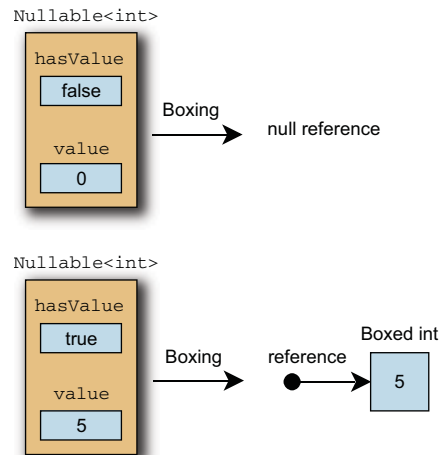 Nullable<int>
hasValue
false
Boxing
null reference
value
0
Nullable<int>
hasValue
true
Boxing
reference
Boxed int
5
value
5